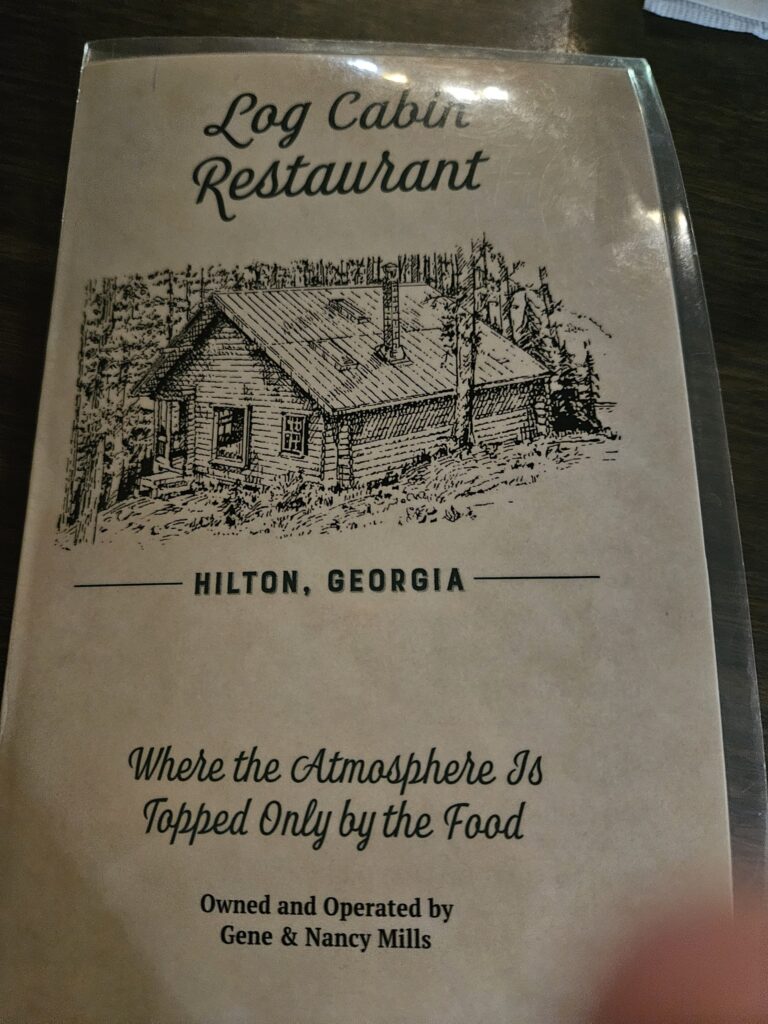 Log Cabin
Restaurant
HILTON, GEORGIA
Where the Atmosphere Is
Topped Only by the Food
Owned and Operated by
Gene & Nancy Mills